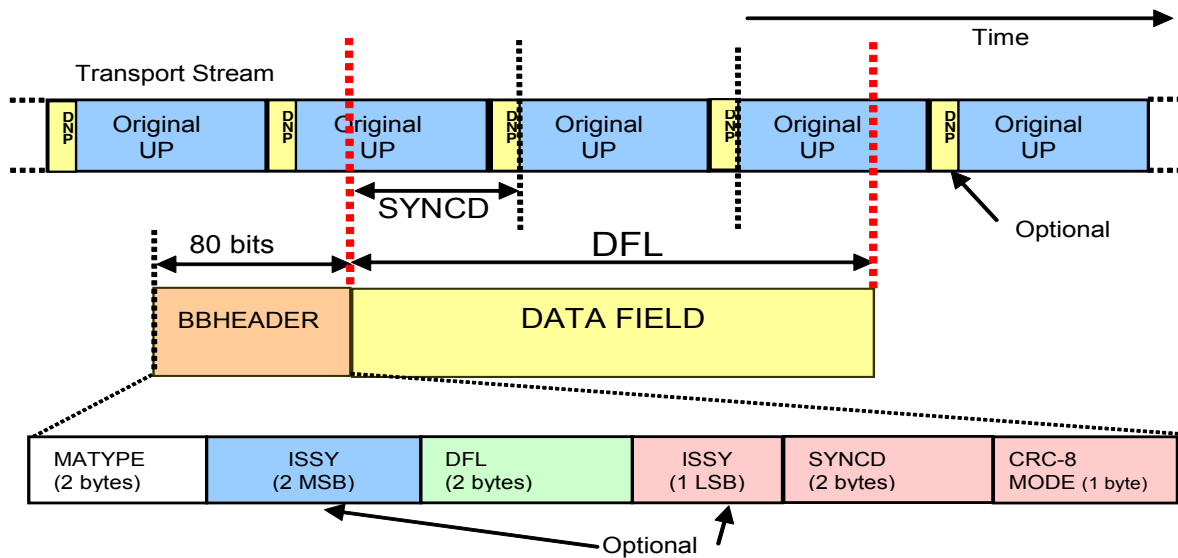 Time
Transport Stream
DNP
Original
UP
DNP
Original
UP
DNP
Original
UP
DNP
Original
UP
DNP
Original
UP
SYNCD
Optional
80 bits
DFL
BBHEADER
DATA FIELD
MATYPE
(2 bytes)
ISSY
(2 MSB)
DFL
(2 bytes)
ISSY
(1 LSB)
SYNCD
(2 bytes)
CRC-8
MODE (1 byte)
Optional